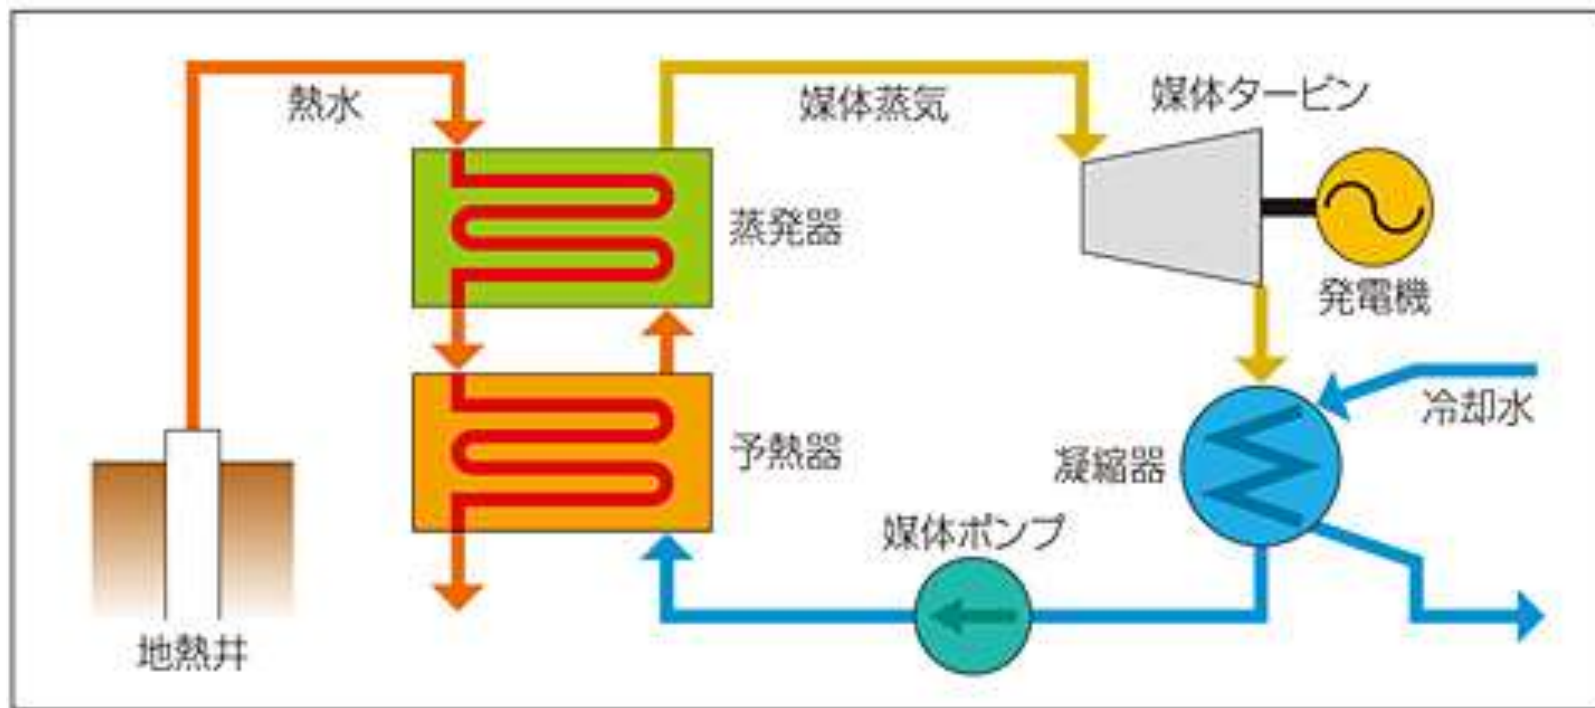 熱水
媒体蒸気
媒体タービン
蒸発器
発電機
冷却水
予熱器
凝縮器
媒体ポンプ
地熱井